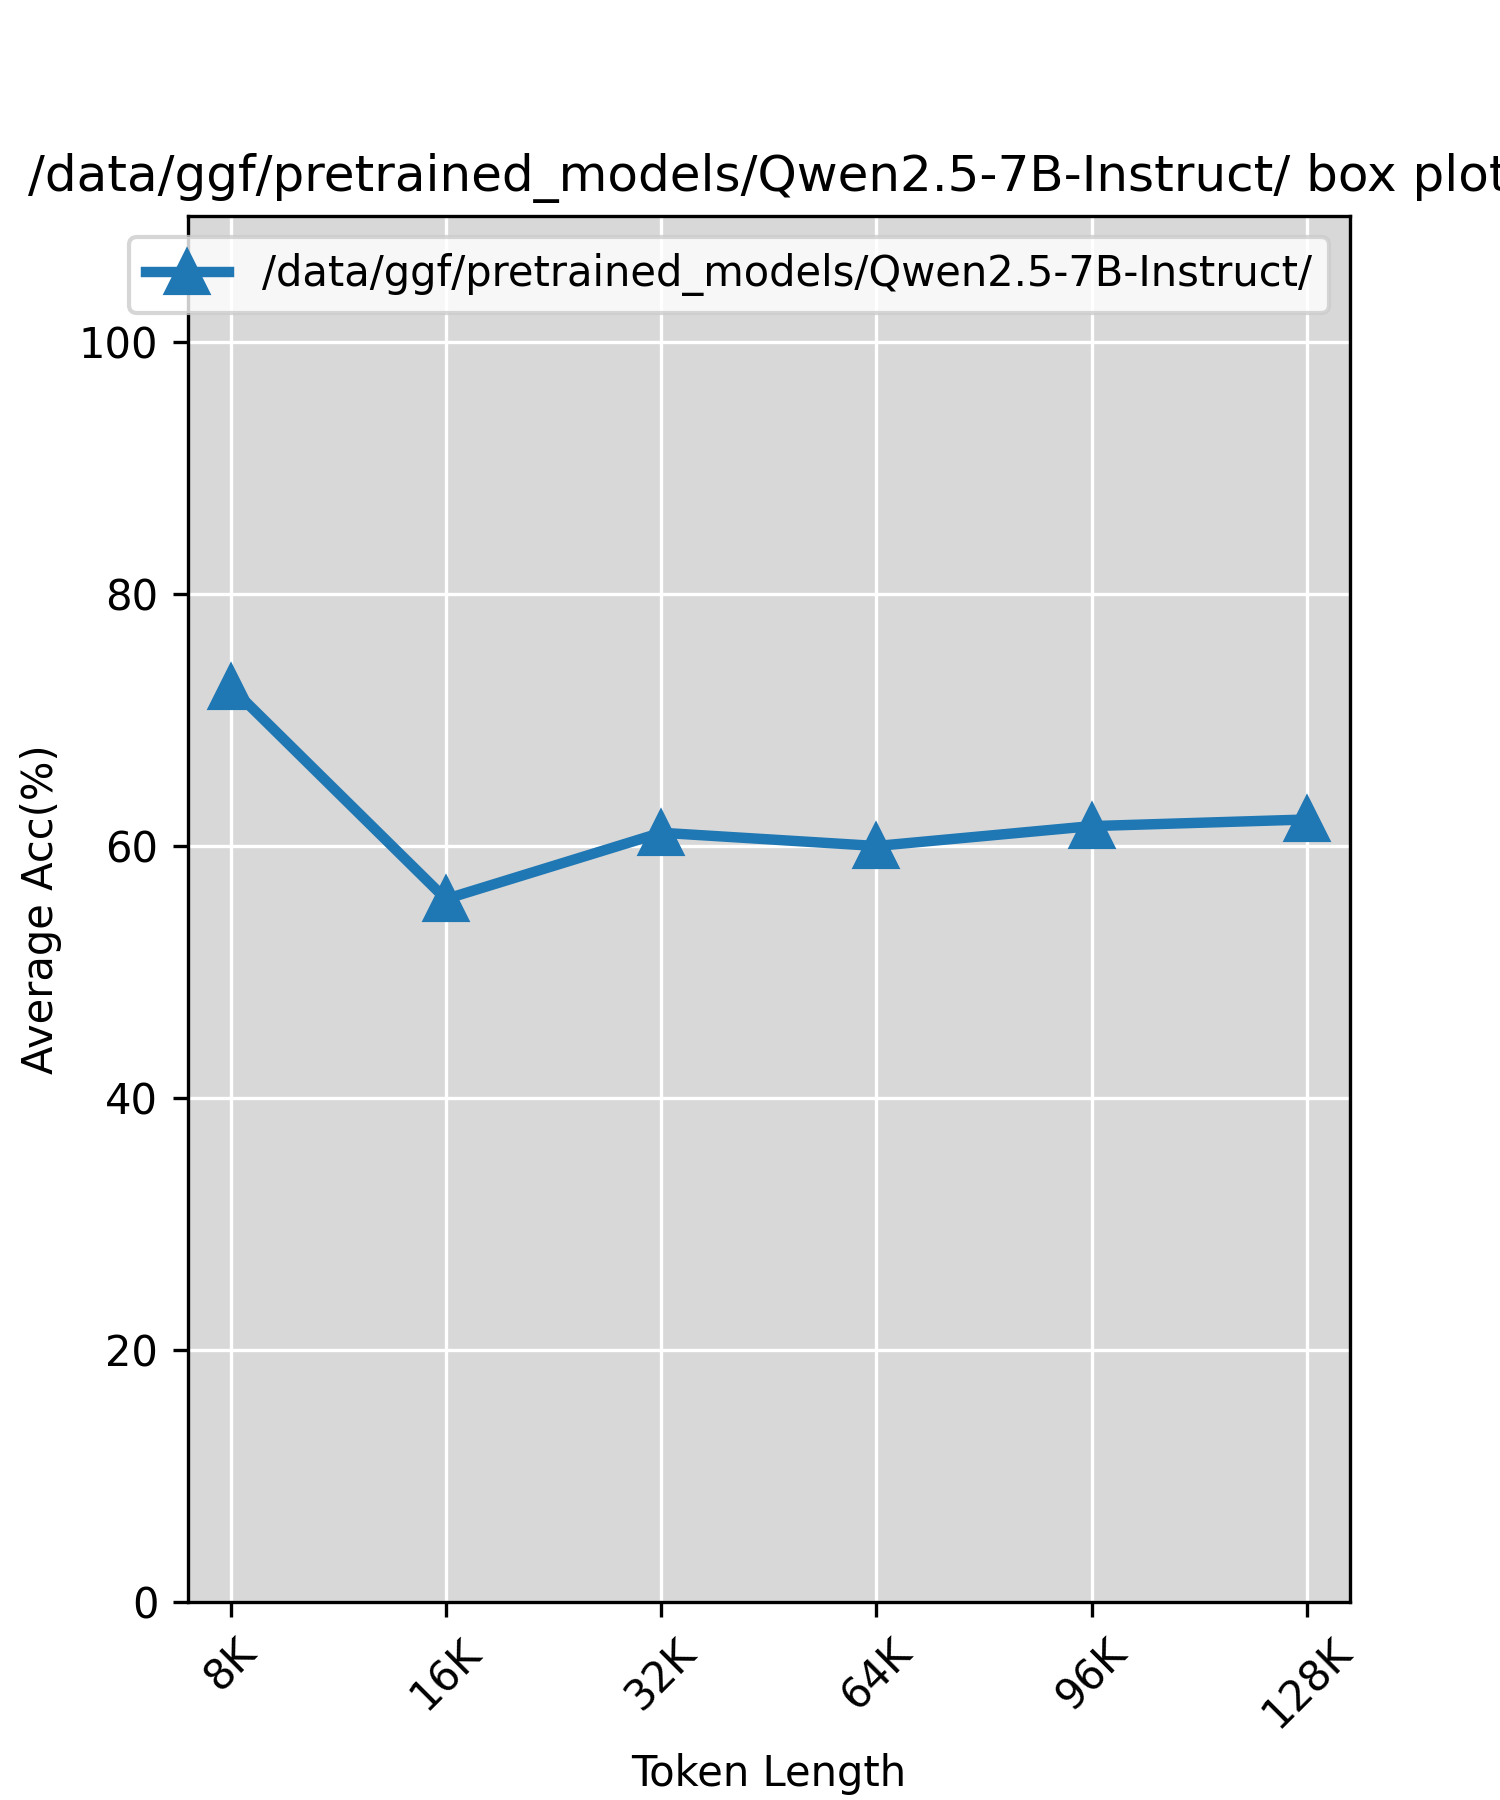 /data/ggf/pretrained_models/Qwen2.5-7B-Instruct/ box plot
/data/ggf/pretrained_models/Qwen2.5-7B-Instruct/
100
80
60
40
20
0
Average Acc(%)
8K
16K
32K
64K
96K
128K
Token Length